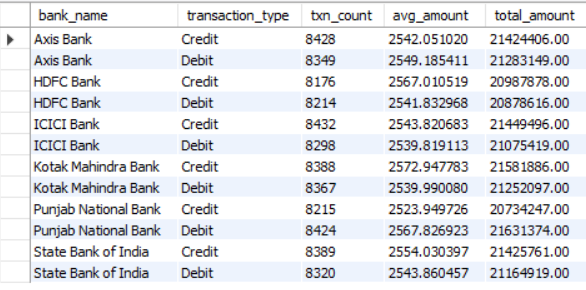 bank_name transaction_type txn_count avg_amount total_amount
Axis Bank Credit 8428 2542.051020 21424406.00
Axis Bank Debit 8349 2549.185411 21283149.00
HDFC Bank Credit 8176 2567.010519 20987878.00
HDFC Bank Debit 8214 2541.832968 20878616.00
ICICI Bank Credit 8432 2543.820683 21449496.00
ICICI Bank Debit 8298 2539.819113 21075419.00
Kotak Mahindra Bank Credit 8388 2572.947783 21581886.00
Kotak Mahindra Bank Debit 8367 2539.990080 21252097.00
Punjab National Bank Credit 8215 2523.949726 20734247.00
Punjab National Bank Debit 8424 2567.826923 21631374.00
State Bank of India Credit 8389 2554.030397 21425761.00
State Bank of India Debit 8320 2543.860457 21164919.00